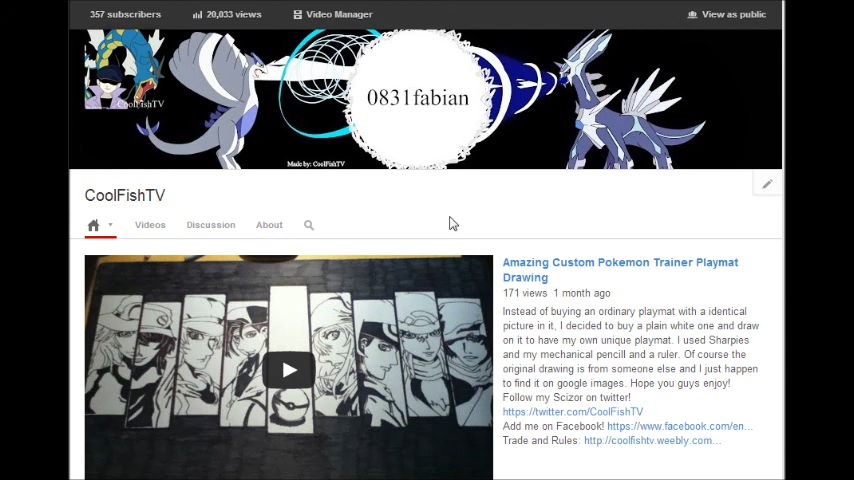 357 subscribers 20,033 views Video Manager View as public
CoolFishTV
0831fabian
Made by: CoolFishTV
CoolFishTV
Videos Discussion About
Amazing Custom Pokemon Trainer Playmat
Drawing
171 views 1 month ago
Instead of buying an ordinary playmat with a identical
picture in it, I decided to buy a plain white one and draw
on it to have my own unique playmat. I used Sharpies
and my mechanical pencill and a ruler. Of course the
original drawing is from someone else and I just happen
to find it on google images. Hope you guys enjoy!
Follow my Scizor on twitter!
https://twitter.com/CoolFishTV
Add me on Facebook! https://www.facebook.com/en...
Trade and Rules: http://coolfishtv.weebly.com...